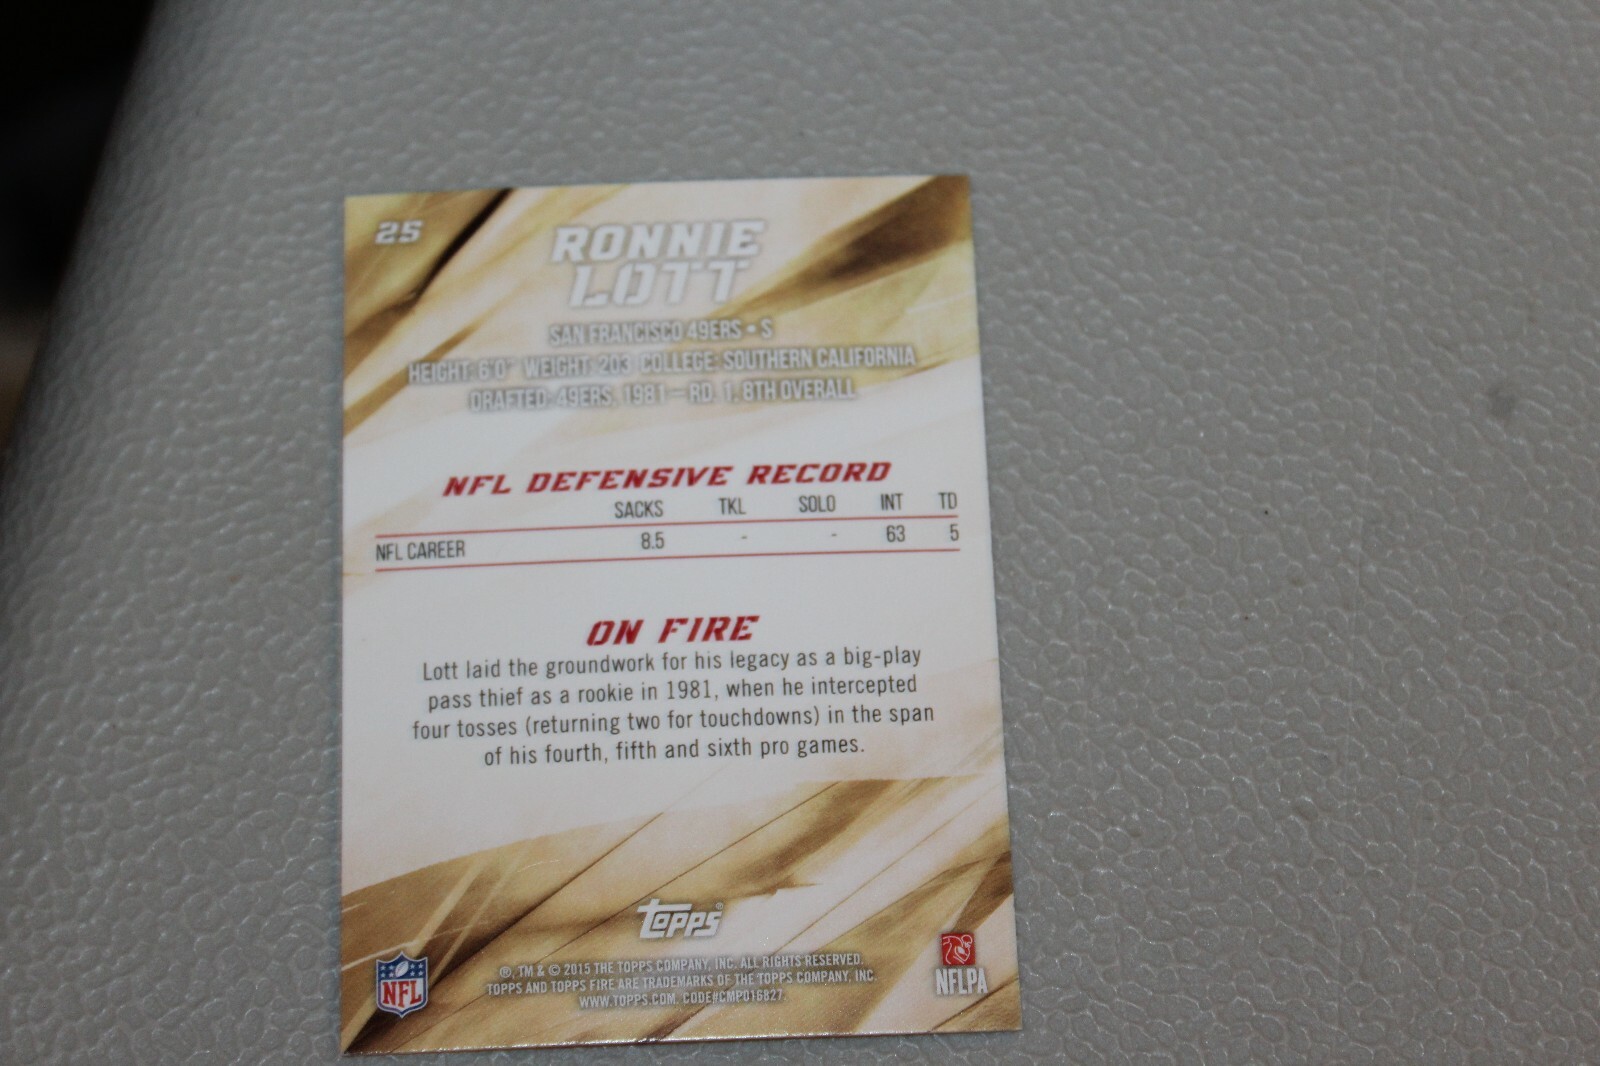 25
RONNIE
LOTT
SAN FRANCISCO 49ERS • S
HEIGHT: 6'0" WEIGHT: 203 COLLEGE: SOUTHERN CALIFORNIA
DRAFTED: 49ERS, 1981—RD. 1, 8TH OVERALL
NFL DEFENSIVE RECORD
SACKS TKL SOLO INT TD
NFL CAREER 8.5 - - 63 5
ON FIRE
Lott laid the groundwork for his legacy as a big-play
pass thief as a rookie in 1981, when he intercepted
four tosses (returning two for touchdowns) in the span
of his fourth, fifth and sixth pro games.
Topps®
®, TM & © 2015 THE TOPPS COMPANY, INC. ALL RIGHTS RESERVED.
TOPPS AND TOPPS FIRE ARE TRADEMARKS OF THE TOPPS COMPANY, INC.
WWW.TOPPS.COM. CODE#CMP016827
NFL
NFLPA